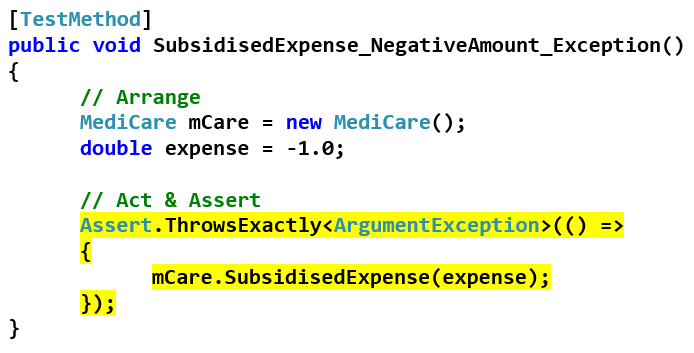 [TestMethod]
public void SubsidisedExpense_NegativeAmount_Exception()
{
// Arrange
MediCare mCare = new MediCare();
double expense = -1.0;
// Act & Assert
Assert.ThrowsExactly<ArgumentException>(() =>
{
mCare.SubsidisedExpense(expense);
});
}